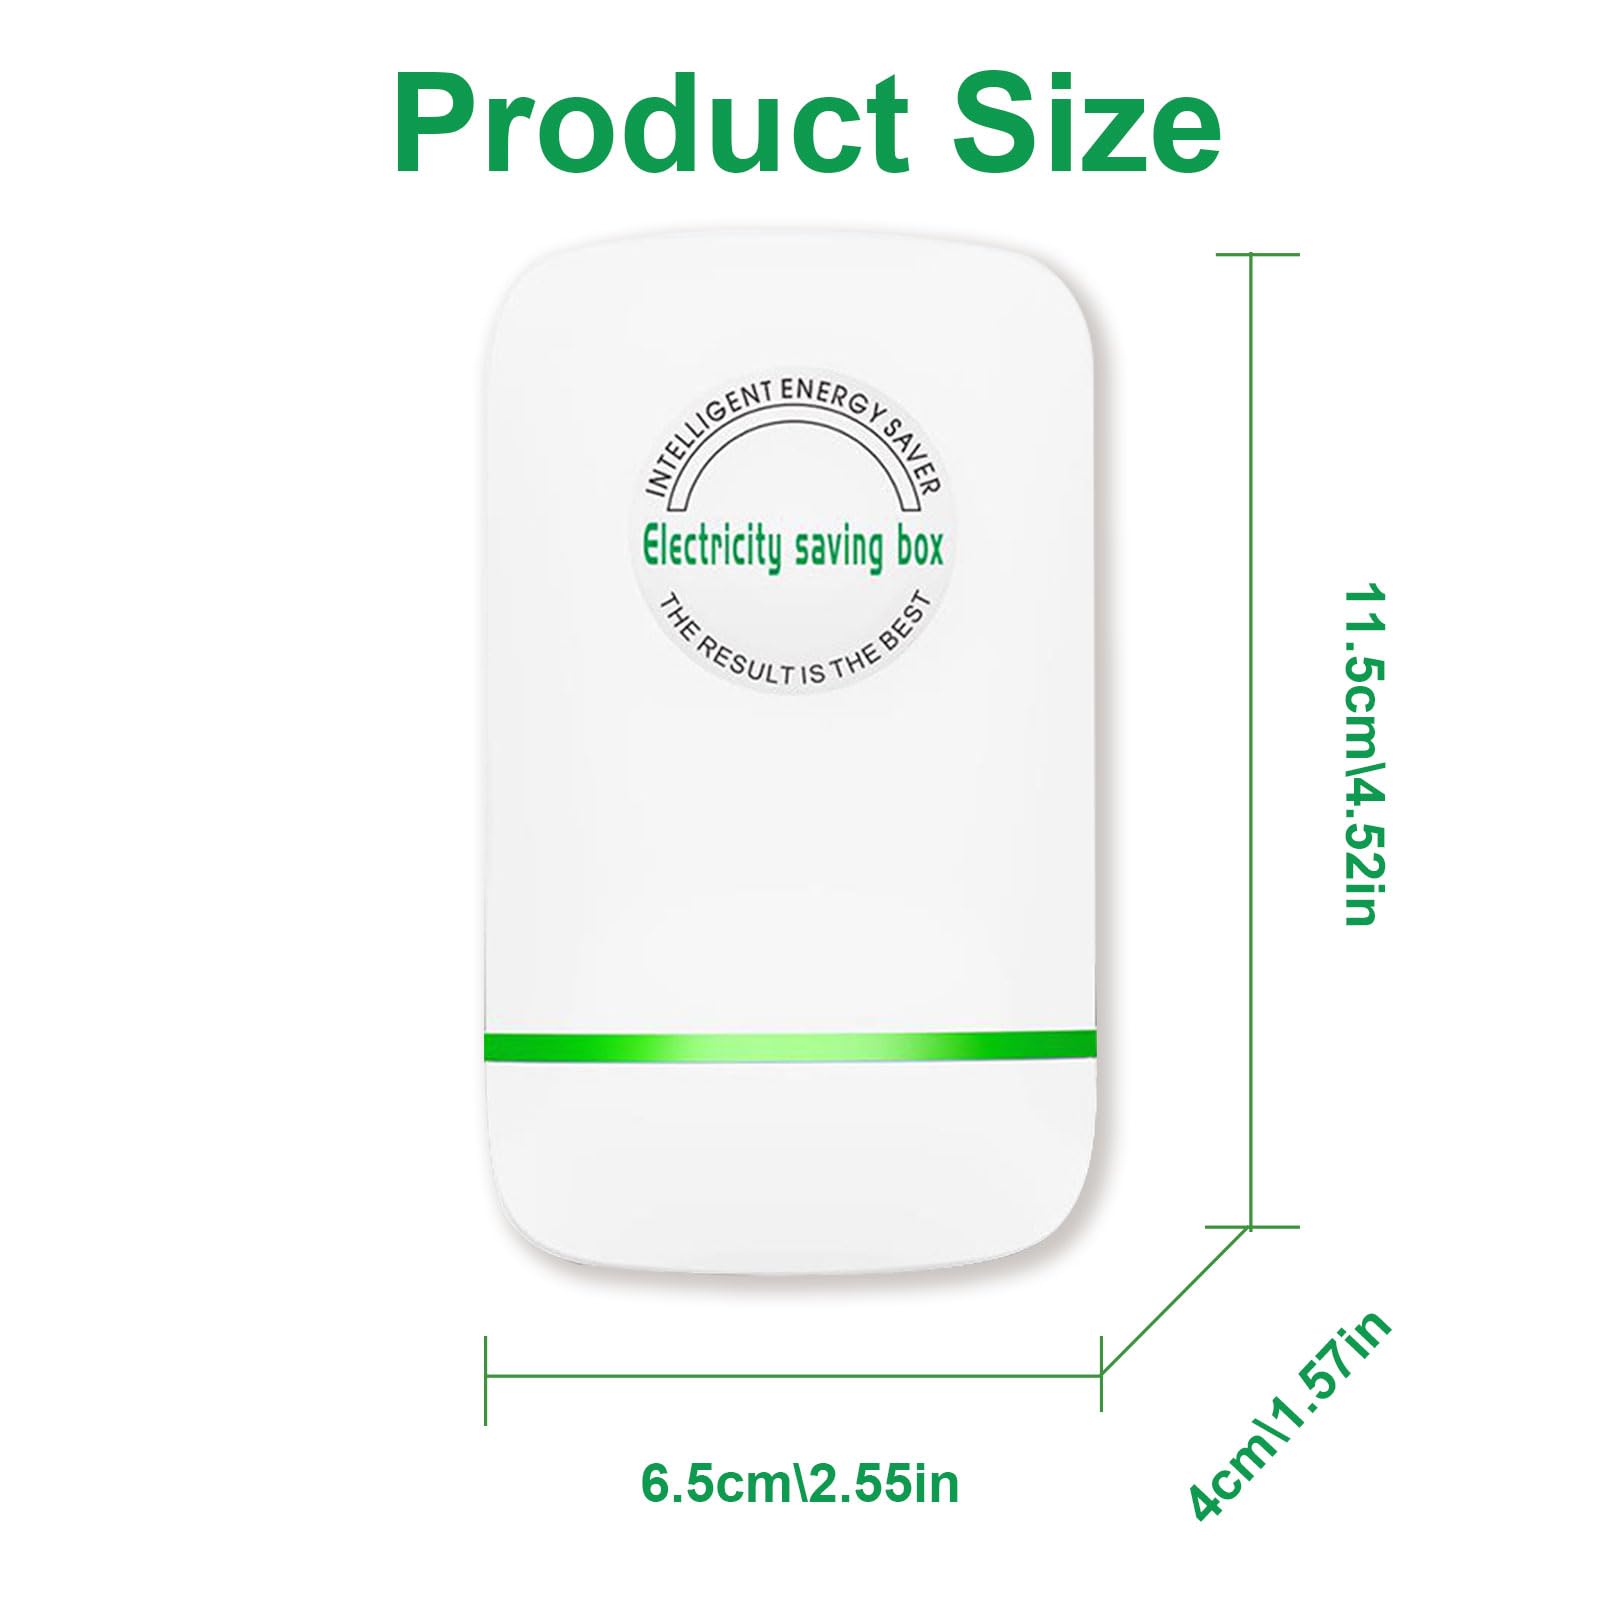 Product Size
INTELLIGENT ENERGY SAVER
Electricity saving box
THE RESULT IS THE BEST
11.5cm\4.52in
4cm\1.57in
6.5cm\2.55in